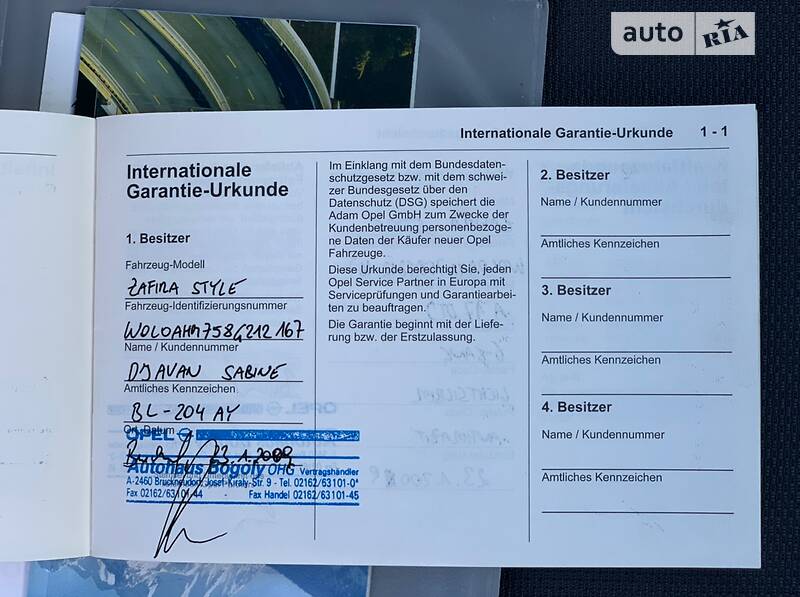 auto RIA
Internationale Garantie-Urkunde 1 - 1
Internationale
Garantie-Urkunde
1. Besitzer
Fahrzeug-Modell
ZAFIRA STYLE
Fahrzeug-Identifizierungsnummer
WOLOAHM758G212167
Name / Kundennummer
DJAVAN SABINE
Amtliches Kennzeichen
BL-204 AY
Ort, Datum
23.1.2009
OPEL
Autohaus Bogoly OHG Vertragshändler
A-2460 Bruckneudorf, Josef-Kiraly-Str. 9 - Tel. 02162/63101-0*
Fax 02162/63101-44 - Fax Handel 02162/63101-45
Im Einklang mit dem Bundesdaten-
schutzgesetz bzw. mit dem schwei-
zer Bundesgesetz über den
Datenschutz (DSG) speichert die
Adam Opel GmbH zum Zwecke der
Kundenbetreuung personenbezoge-
ne Daten der Käufer neuer Opel
Fahrzeuge.
Diese Urkunde berechtigt Sie, jeden
Opel Service Partner in Europa mit
Serviceprüfungen und Garantiearbei-
ten zu beauftragen.
Die Garantie beginnt mit der Liefe-
rung bzw. der Erstzulassung.
2. Besitzer
Name / Kundennummer
Amtliches Kennzeichen
3. Besitzer
Name / Kundennummer
Amtliches Kennzeichen
4. Besitzer
Name / Kundennummer
Amtliches Kennzeichen